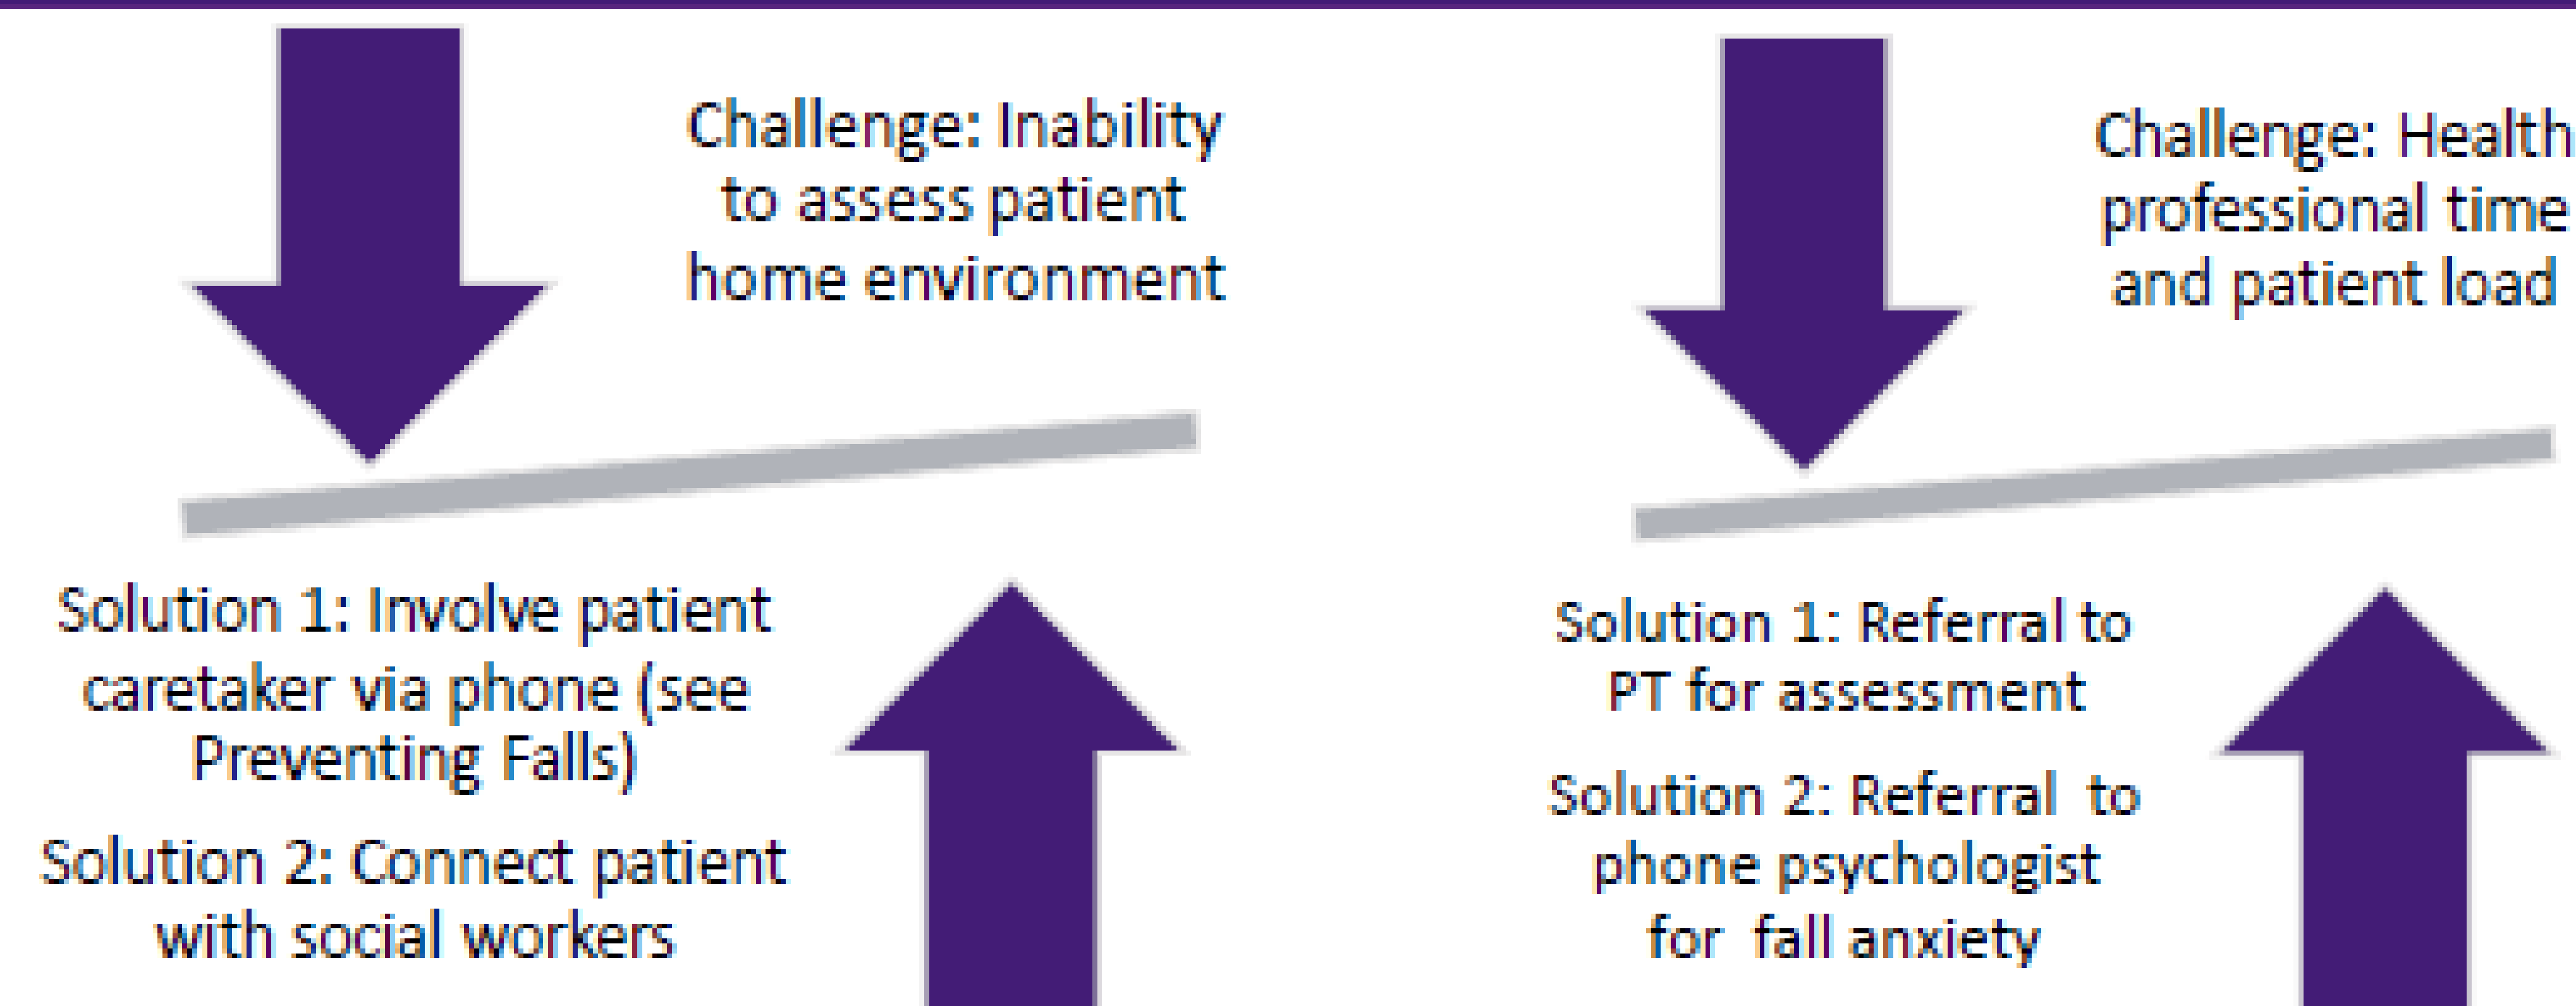 Challenge: Inability
to assess patient
home environment
Solution 1: Involve patient
caretaker via phone (see
Preventing Falls)
Solution 2: Connect patient
with social workers
Challenge: Health
professional time
and patient load
Solution 1: Referral to
PT for assessment
Solution 2: Referral to
phone psychologist
for fall anxiety